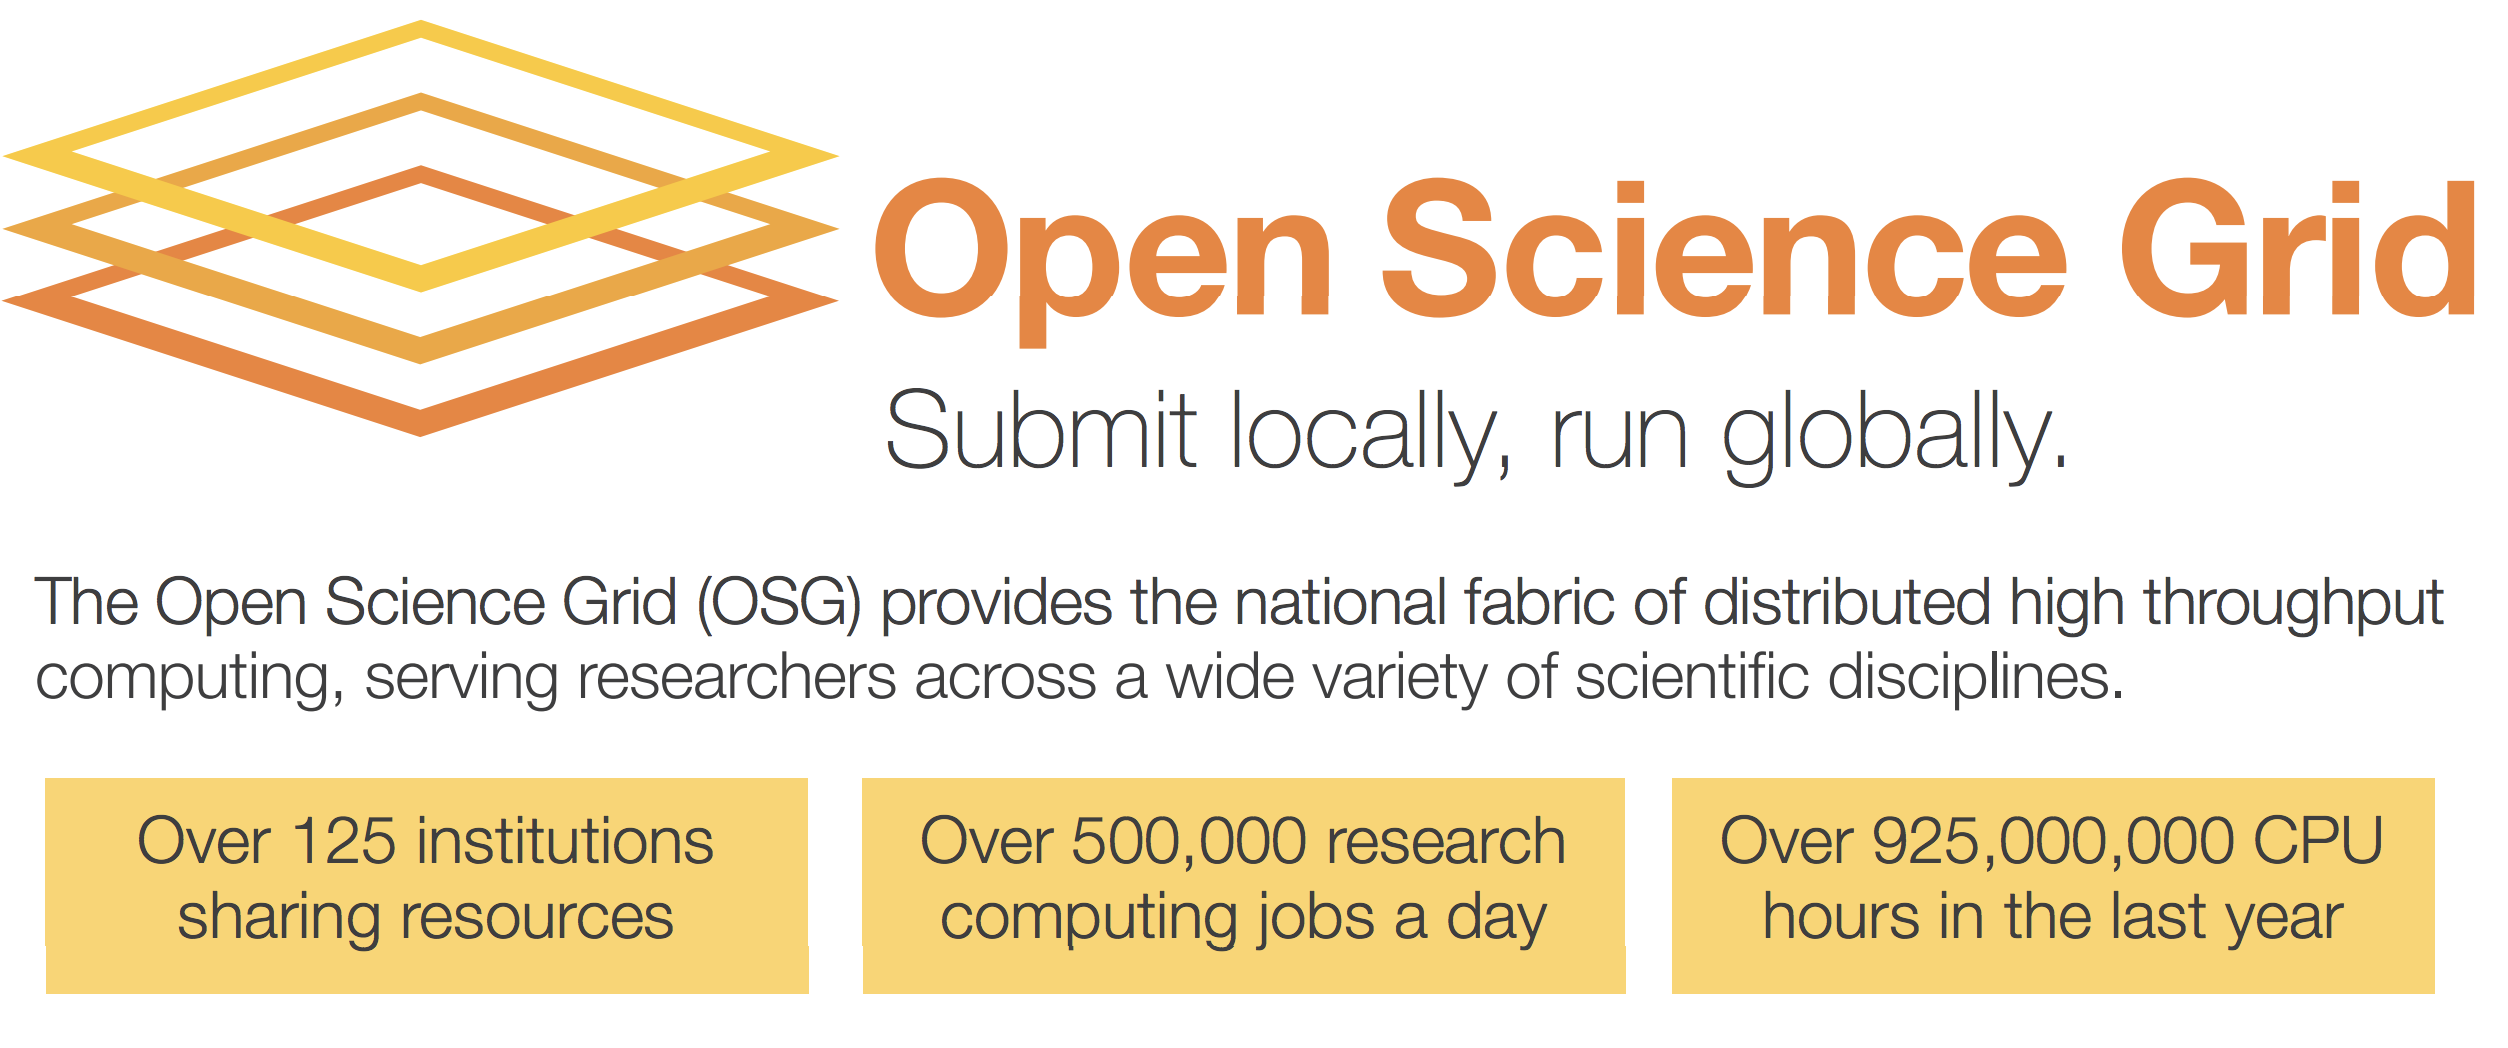 Open Science Grid
Submit locally, run globally.
The Open Science Grid (OSG) provides the national fabric of distributed high throughput
computing, serving researchers across a wide variety of scientific disciplines.
Over 125 institutions
sharing resources
Over 500,000 research
computing jobs a day
Over 925,000,000 CPU
hours in the last year